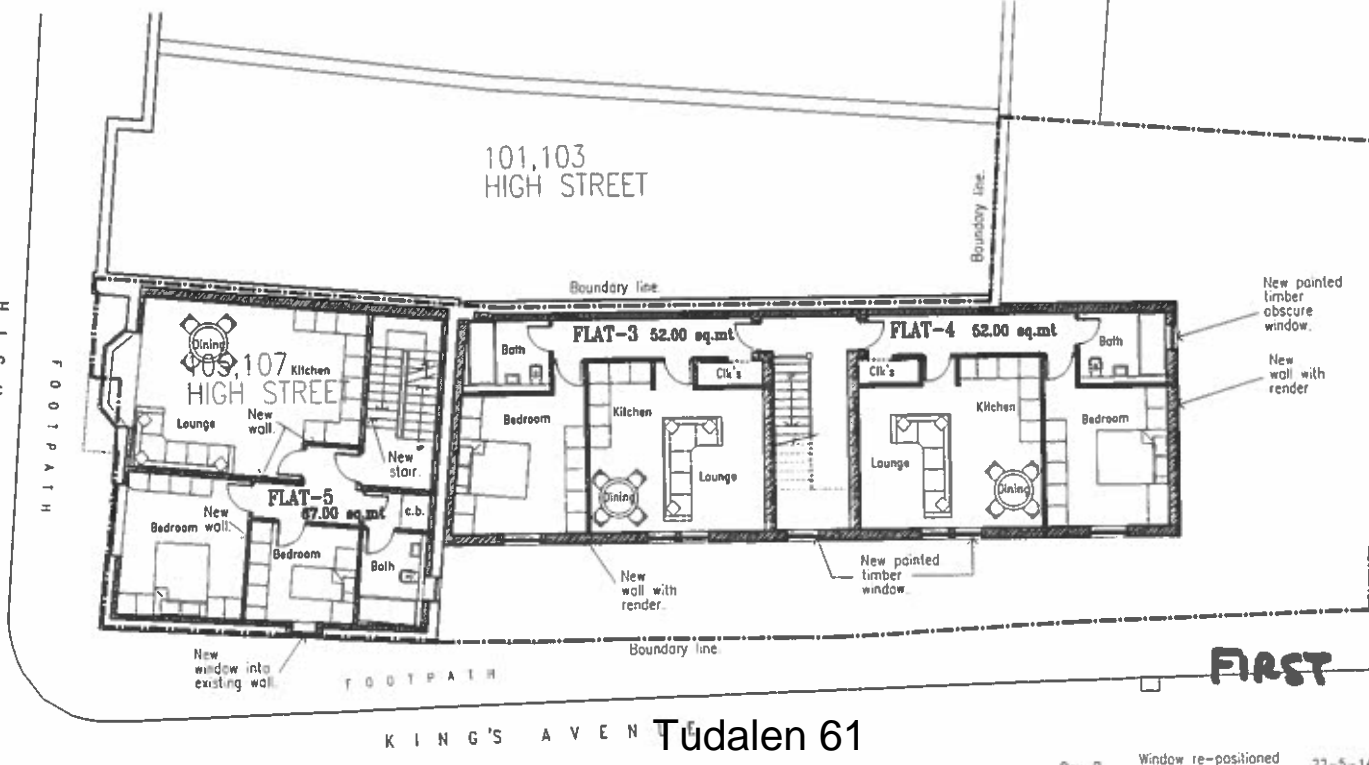 101,103
HIGH STREET
Boundary line.
Boundary line.
New painted
timber
obscure
window.
New
wall with
render
FOOTPATH
Dining
105,107
HIGH STREE
Kitchen
Lounge
New
wall.
New
stair.
FLAT-5
67.00 sq.mt
New
wall.
Bedroom
Bedroom
c.b.
Bath
FLAT-3 52.00 sq.mt
Bath
Clk's
Bedroom
Kitchen
Lounge
Dining
FLAT-4 52.00 sq.mt
Bath
Clk's
Kitchen
Bedroom
Lounge
Dining
New
wall with
render.
New painted
timber
window.
New
window into
existing wall.
Boundary line.
FOOTPATH
FIRST
KING'S AVENUE
Tudalen 61
Window re-positioned